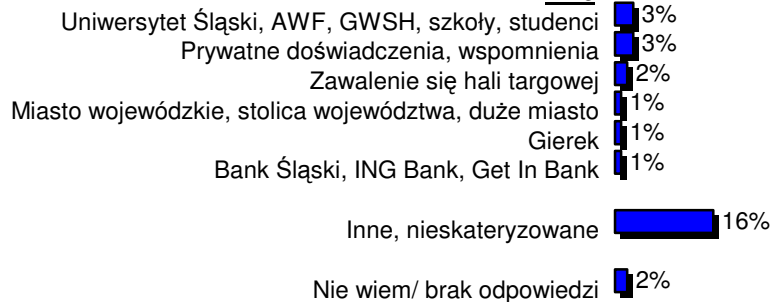 Uniwersytet Śląski, AWF, GWSH, szkoły, studenci 3%
Prywatne doświadczenia, wspomnienia 3%
Zawalenie się hali targowej 2%
Miasto wojewódzkie, stolica województwa, duże miasto 1%
Gierek 1%
Bank Śląski, ING Bank, Get In Bank 1%
Inne, nieskateryzowane 16%
Nie wiem/ brak odpowiedzi 2%